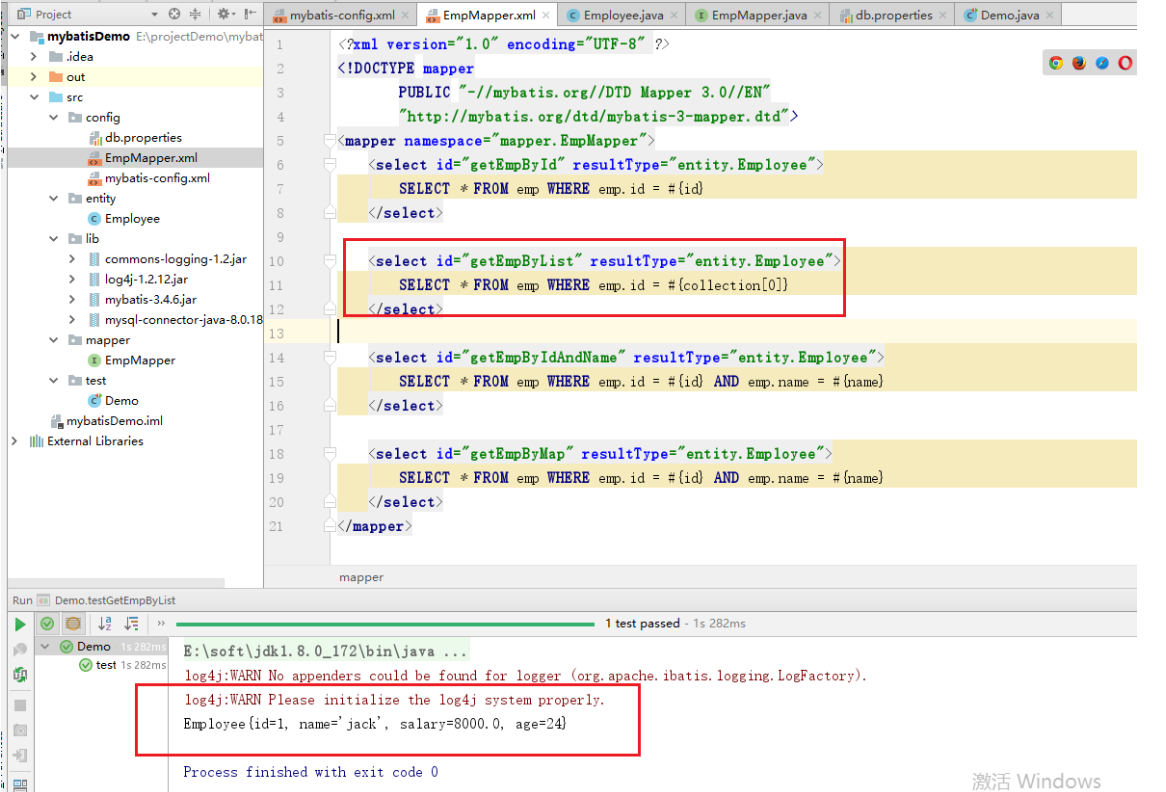 Project
mybatis-config.xml
EmpMapper.xml
Employee.java
EmpMapper.java
db.properties
Demo.java
mybatisDemo E:\projectDemo\mybat
.idea
out
src
config
db.properties
EmpMapper.xml
mybatis-config.xml
entity
Employee
lib
commons-logging-1.2.jar
log4j-1.2.12.jar
mybatis-3.4.6.jar
mysql-connector-java-8.0.18
mapper
EmpMapper
test
Demo
mybatisDemo.iml
External Libraries
1 <?xml version="1.0" encoding="UTF-8" ?>
2 <!DOCTYPE mapper
3 PUBLIC "-//mybatis.org//DTD Mapper 3.0//EN"
4 "http://mybatis.org/dtd/mybatis-3-mapper.dtd">
5 <mapper namespace="mapper.EmpMapper">
6 <select id="getEmpById" resultType="entity.Employee">
7 SELECT * FROM emp WHERE emp.id = #{id}
8 </select>
9
10 <select id="getEmpByList" resultType="entity.Employee">
11 SELECT * FROM emp WHERE emp.id = #{collection[0]}
12 </select>
13
14 <select id="getEmpByIdAndName" resultType="entity.Employee">
15 SELECT * FROM emp WHERE emp.id = #{id} AND emp.name = #{name}
16 </select>
17
18 <select id="getEmpByMap" resultType="entity.Employee">
19 SELECT * FROM emp WHERE emp.id = #{id} AND emp.name = #{name}
20 </select>
21 </mapper>
mapper
Run Demo.testGetEmpByList
1 test passed - 1s 282ms
Demo 1s 282ms
test 1s 282ms
E:\soft\jdk1.8.0_172\bin\java ...
log4j:WARN No appenders could be found for logger (org.apache.ibatis.logging.LogFactory).
log4j:WARN Please initialize the log4j system properly.
Employee{id=1, name='jack', salary=8000.0, age=24}
Process finished with exit code 0
激活 Windows